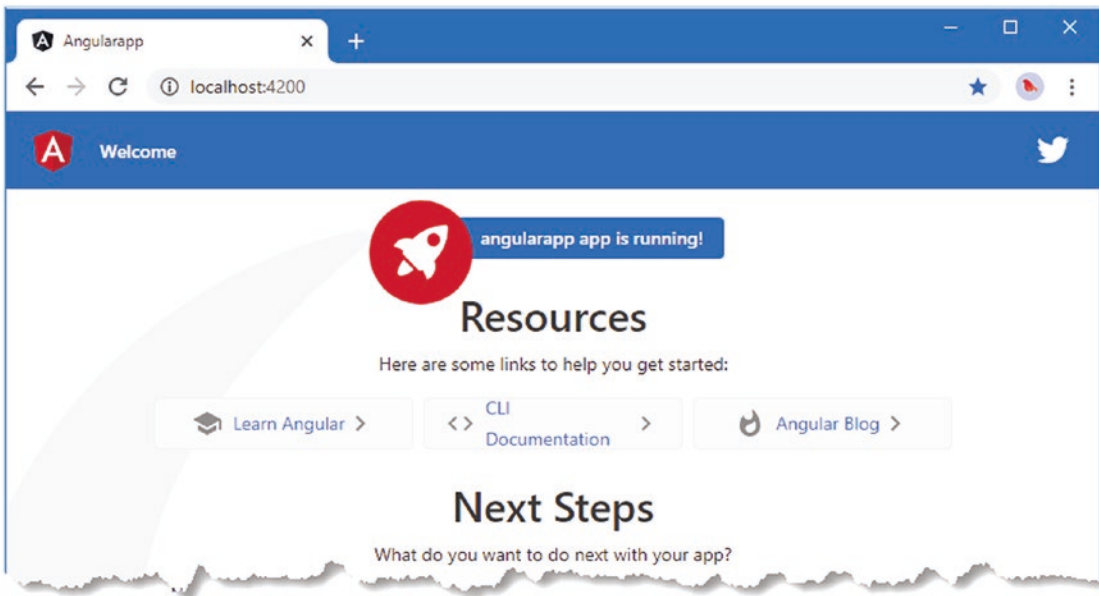 Angularapp
localhost:4200
Welcome
angularapp app is running!
Resources
Here are some links to help you get started:
Learn Angular
CLI
Documentation
Angular Blog
Next Steps
What do you want to do next with your app?